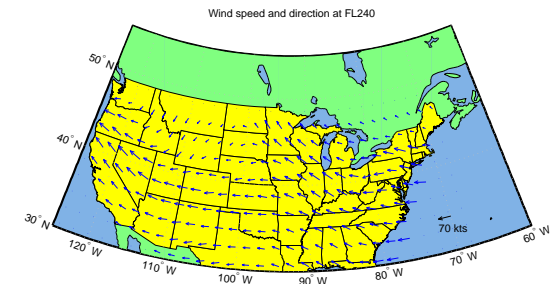 Wind speed and direction at FL240
50° N
40° N
30° N
120° W
110° W
100° W
90° W
80° W
70° W
60° W
70 kts